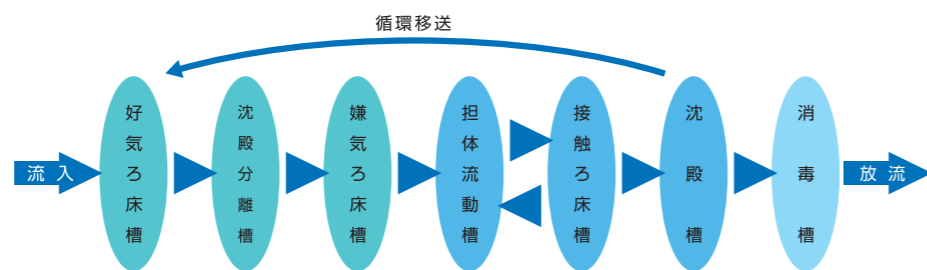 循環移送
流入
好気ろ床槽
沈殿分離槽
嫌気ろ床槽
担体流動槽
接触ろ床槽
沈殿槽
消毒槽
放流